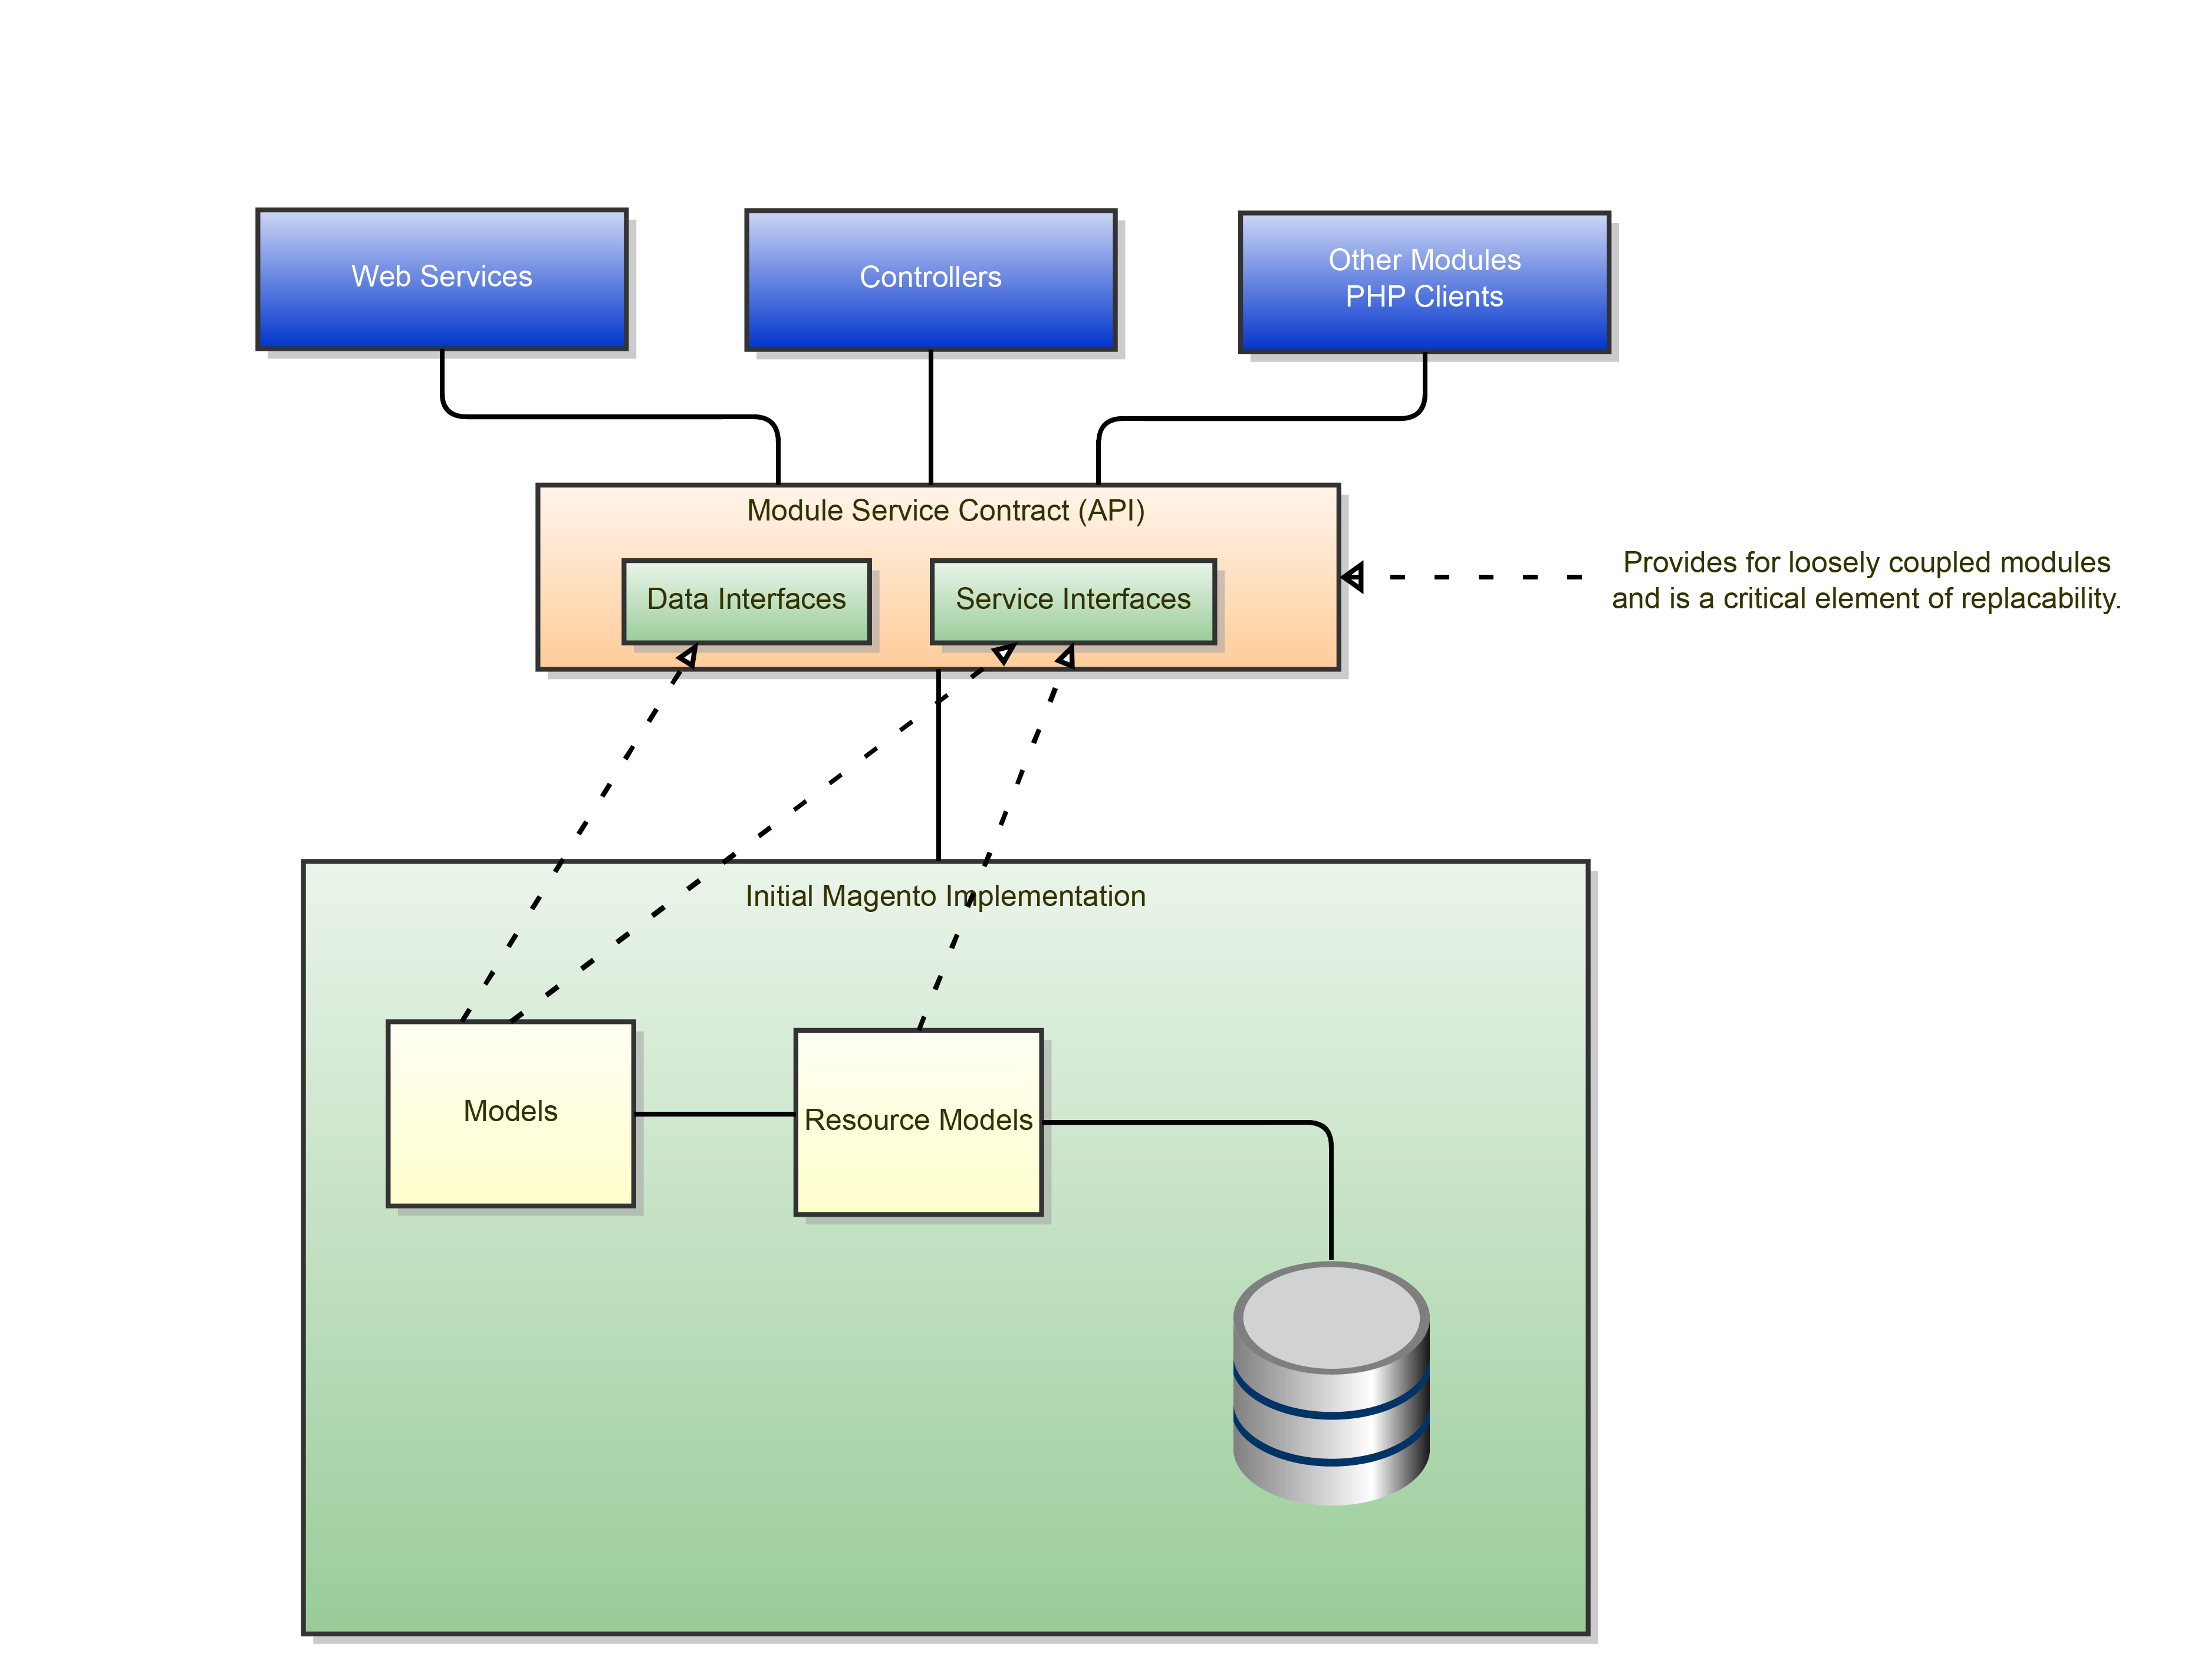 Web Services
Controllers
Other Modules
PHP Clients
Module Service Contract (API)
Data Interfaces
Service Interfaces
Provides for loosely coupled modules
and is a critical element of replacability.
Initial Magento Implementation
Models
Resource Models